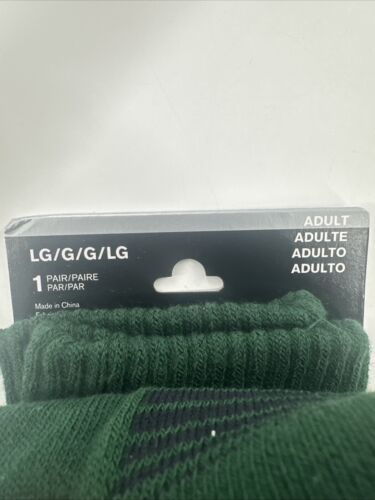 ADULT
ADULTE
ADULTO
ADULTO
LG/G/G/LG
1 PAIR/PAIRE
PAR/PAR
Made in China